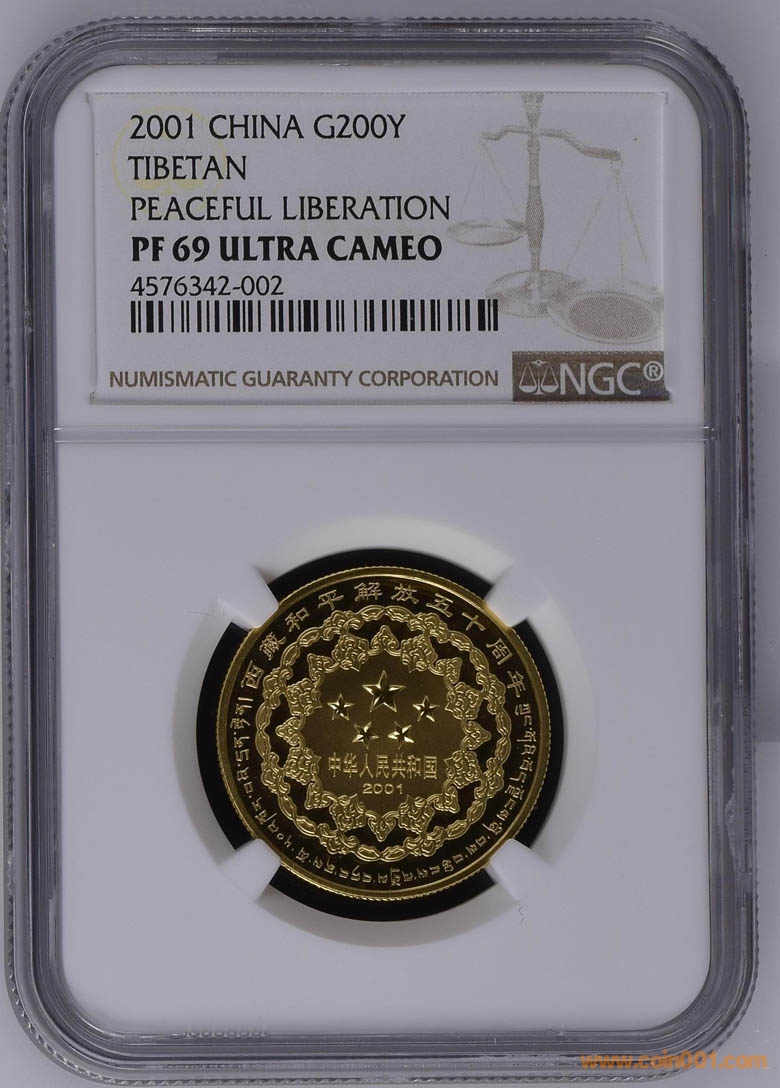 2001 CHINA G200Y
TIBETAN
PEACEFUL LIBERATION
PF 69 ULTRA CAMEO
4576342-002
NUMISMATIC GUARANTY CORPORATION
NGC®
西藏和平解放五十周年
中华人民共和国
2001
www.coin001.com